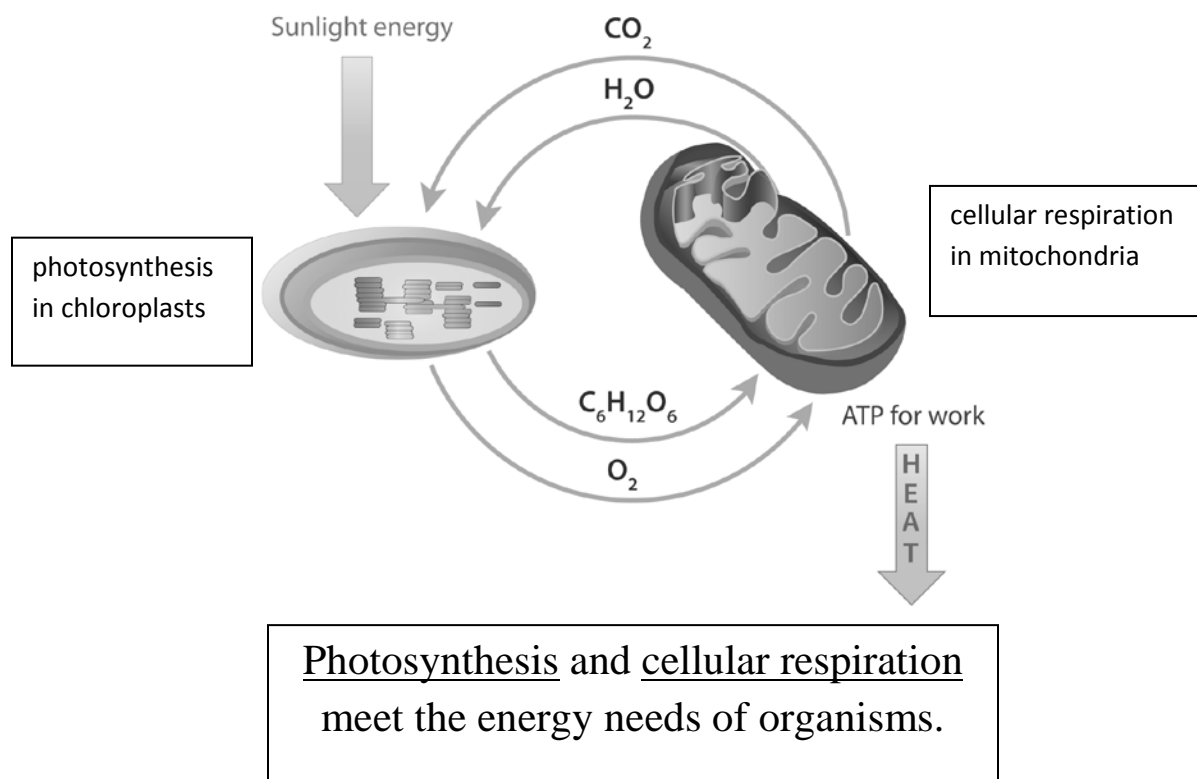 Sunlight energy
CO₂
H₂O
photosynthesis
in chloroplasts
cellular respiration
in mitochondria
C₆H₁₂O₆
O₂
ATP for work
HEAT
Photosynthesis and cellular respiration
meet the energy needs of organisms.